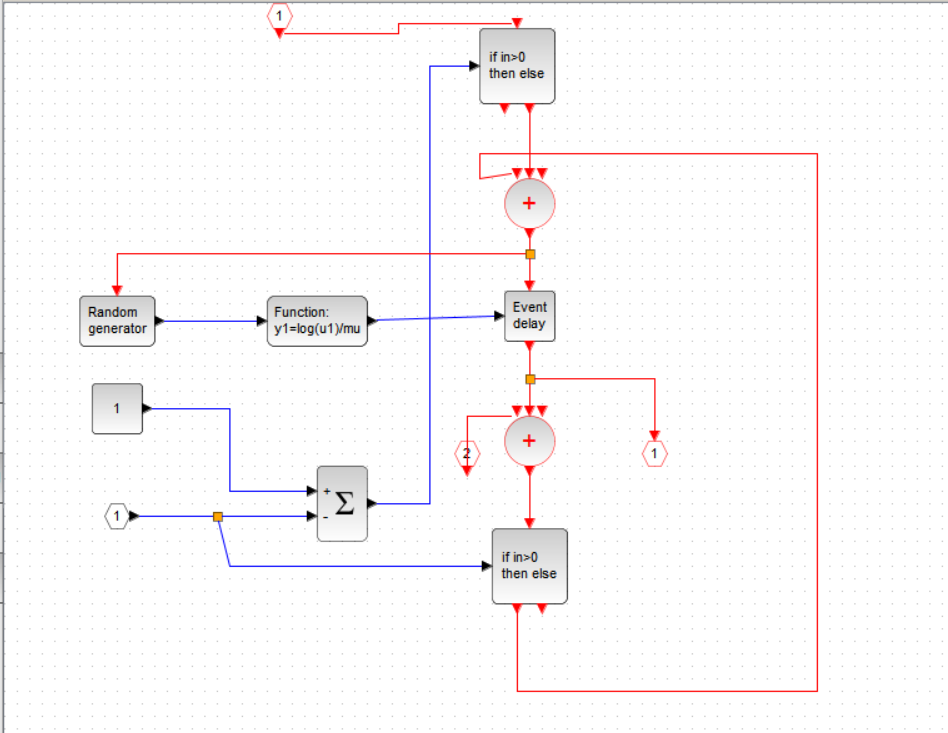 1
if in>0
then else
+
Random
generator
Function:
y1=log(u1)/mu
Event
delay
1
2
+
1
+
Σ
1
-
if in>0
then else